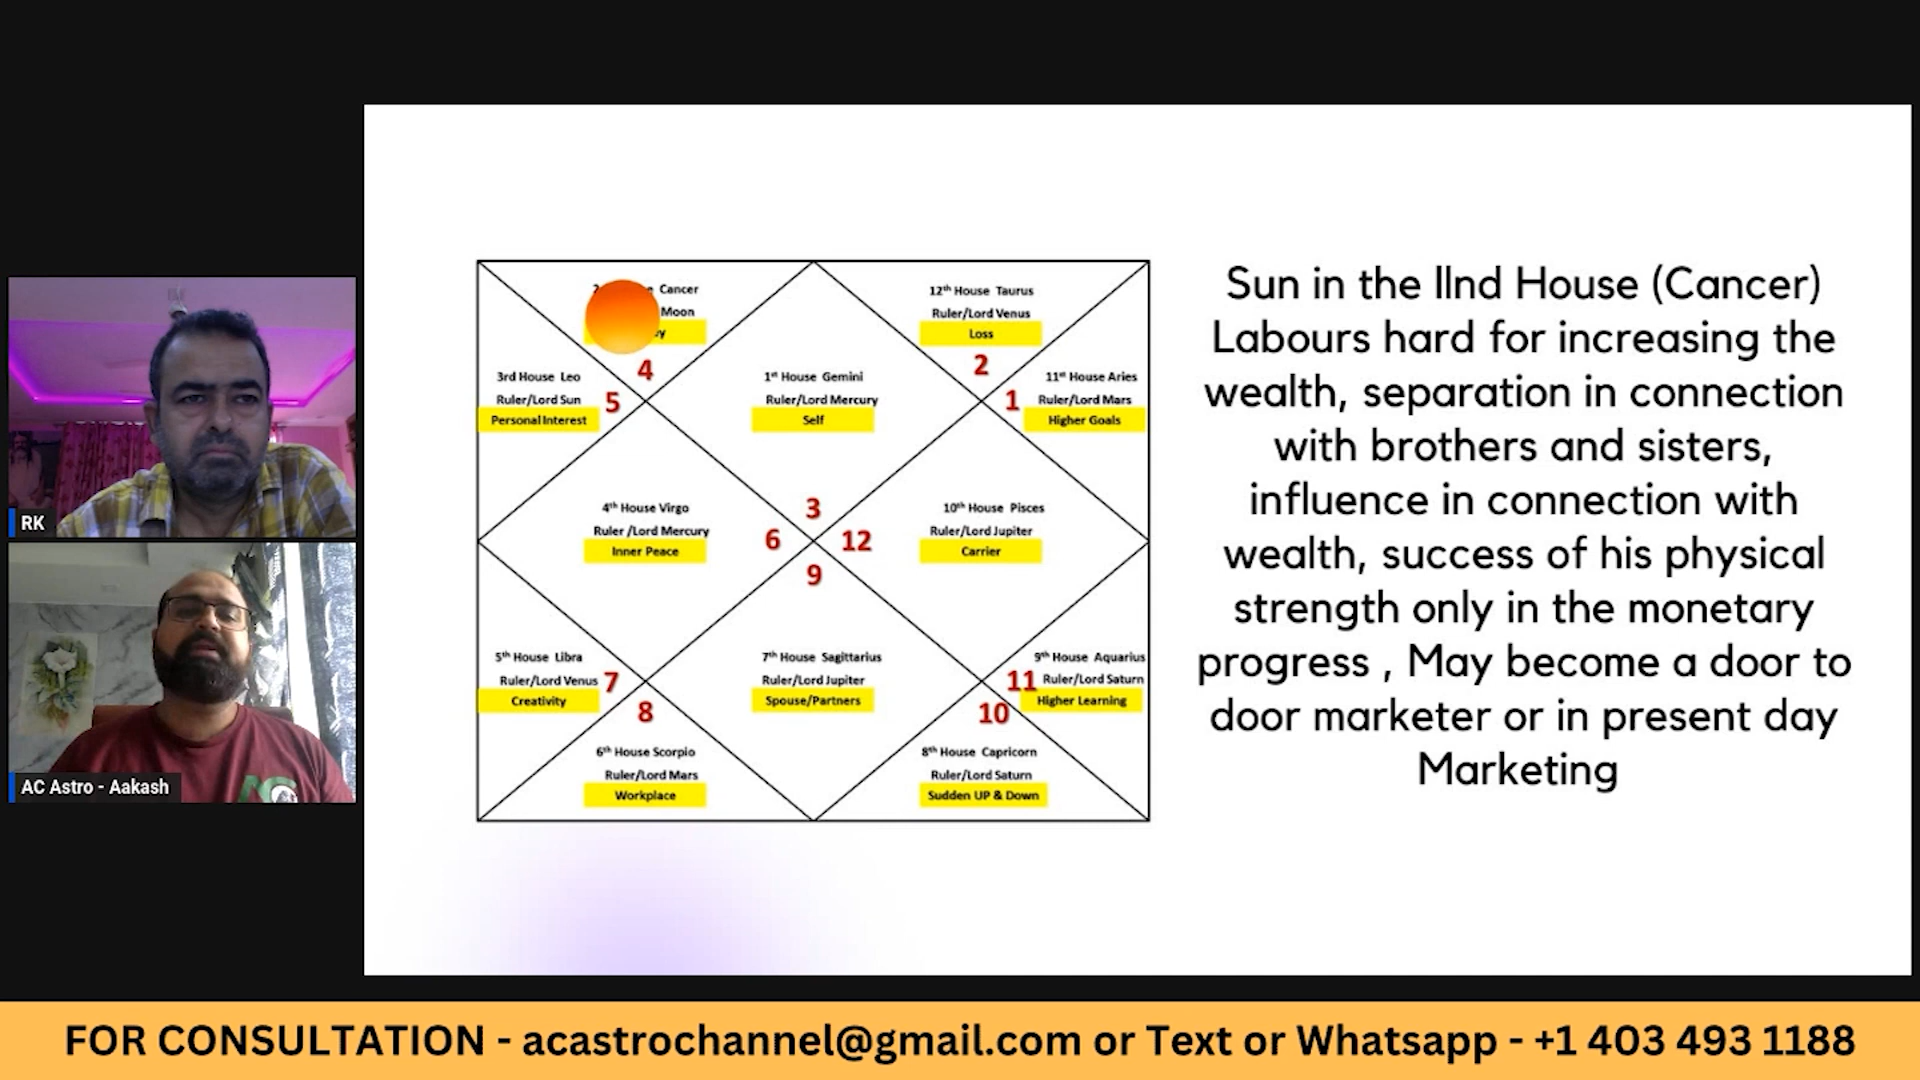 RK
AC Astro - Aakash
Cancer
Moon
4
12th House Taurus
Ruler/Lord Venus
Loss
2
3rd House Leo
Ruler/Lord Sun
Personal Interest
5
1st House Gemini
Ruler/Lord Mercury
Self
11st House Aries
Ruler/Lord Mars
Higher Goals
1
4th House Virgo
Ruler /Lord Mercury
Inner Peace
3
6
12
9
10th House Pisces
Ruler/Lord Jupiter
Carrier
5th House Libra
Ruler/Lord Venus
Creativity
7
8
7th House Sagittarius
Ruler/Lord Jupiter
Spouse/Partners
9th House Aquarius
Ruler/Lord Saturn
Higher Learning
11
10
6th House Scorpio
Ruler/Lord Mars
Workplace
8th House Capricorn
Ruler/Lord Saturn
Sudden UP & Down
Sun in the llnd House (Cancer)
Labours hard for increasing the
wealth, separation in connection
with brothers and sisters,
influence in connection with
wealth, success of his physical
strength only in the monetary
progress , May become a door to
door marketer or in present day
Marketing
FOR CONSULTATION - acastrochannel@gmail.com or Text or Whatsapp - +1 403 493 1188